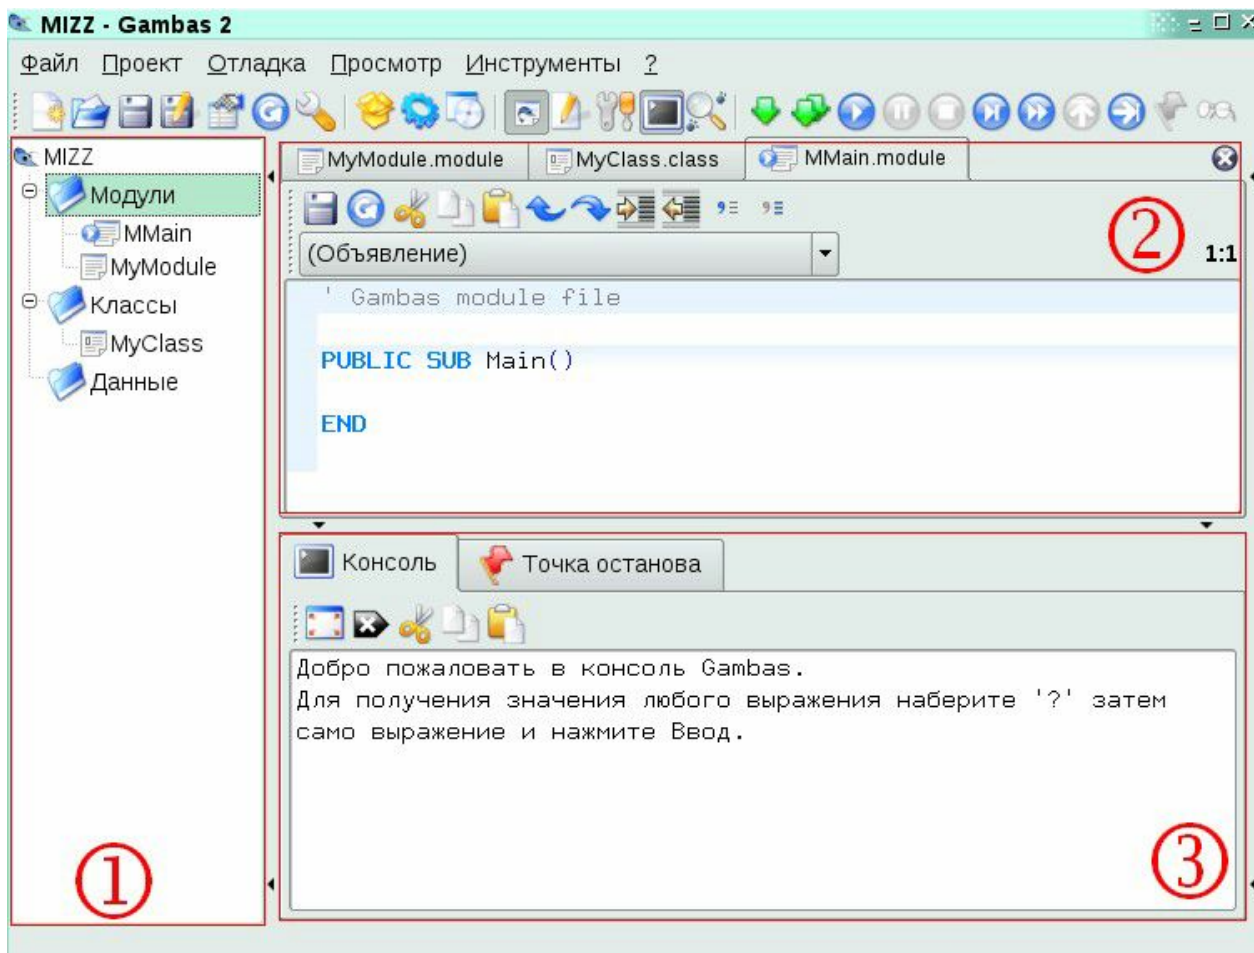 MIZZ - Gambas 2
Файл Проект Отладка Просмотр Инструменты ?
MIZZ
Модули
MMain
MyModule
Классы
MyClass
Данные
1
MyModule.module MyClass.class MMain.module
2
(Объявление) 1:1
' Gambas module file
PUBLIC SUB Main()
END
Консоль Точка останова
Добро пожаловать в консоль Gambas.
Для получения значения любого выражения наберите '?' затем
само выражение и нажмите Ввод.
3